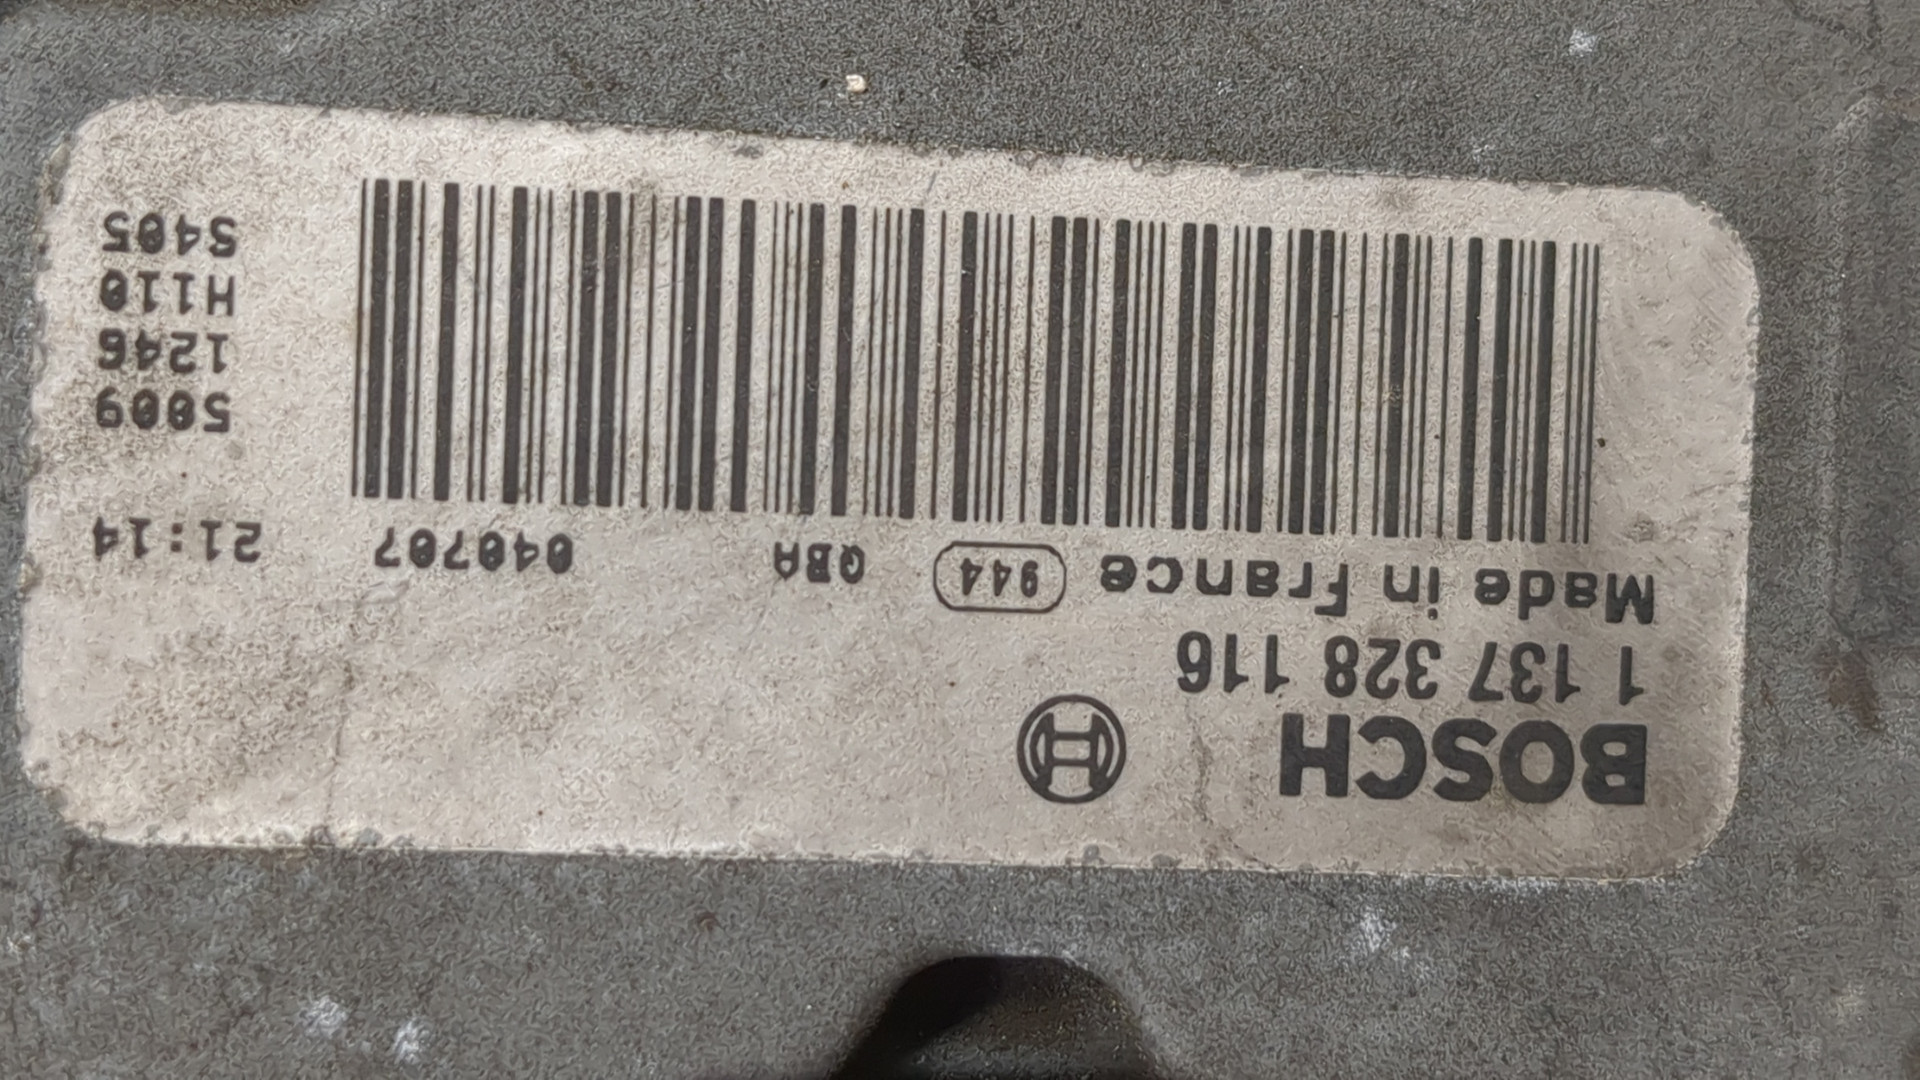 BOSCH
1 137 328 116
Made in France 944 QBA 040707 21:14
5009
1246
H110
S405